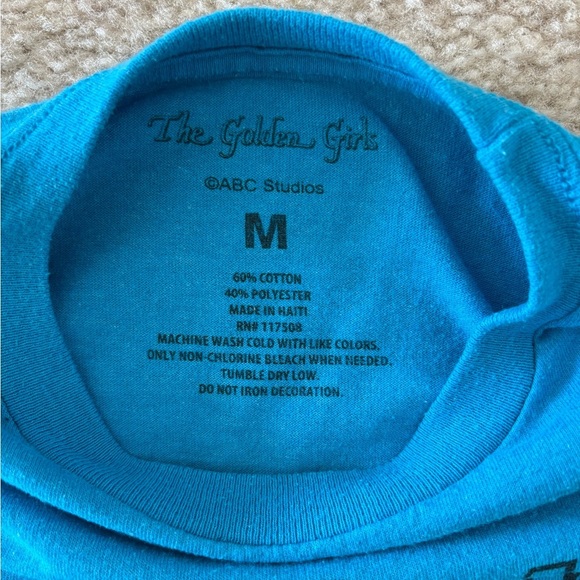 The Golden Girls
©ABC Studios
M
60% COTTON
40% POLYESTER
MADE IN HAITI
RN# 117508
MACHINE WASH COLD WITH LIKE COLORS.
ONLY NON-CHLORINE BLEACH WHEN NEEDED.
TUMBLE DRY LOW.
DO NOT IRON DECORATION.